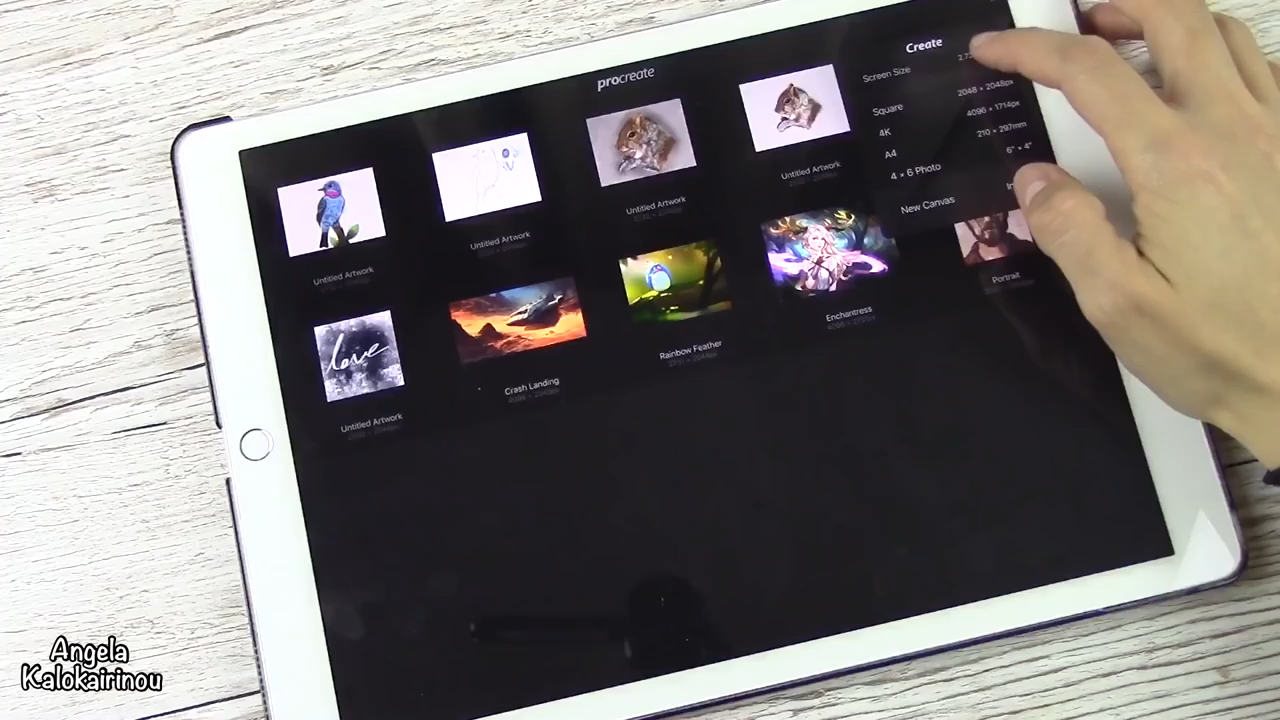 procreate
Create
Screen Size
Square 2048 × 2048px
4K 4096 × 1714px
A4 210 × 297mm
4 × 6 Photo 6" × 4"
New Canvas
Untitled Artwork
Untitled Artwork
Untitled Artwork
Untitled Artwork
love
Untitled Artwork
Crash Landing
Rainbow Feather
Enchantress
Portrait
Angela
Kalokairinou